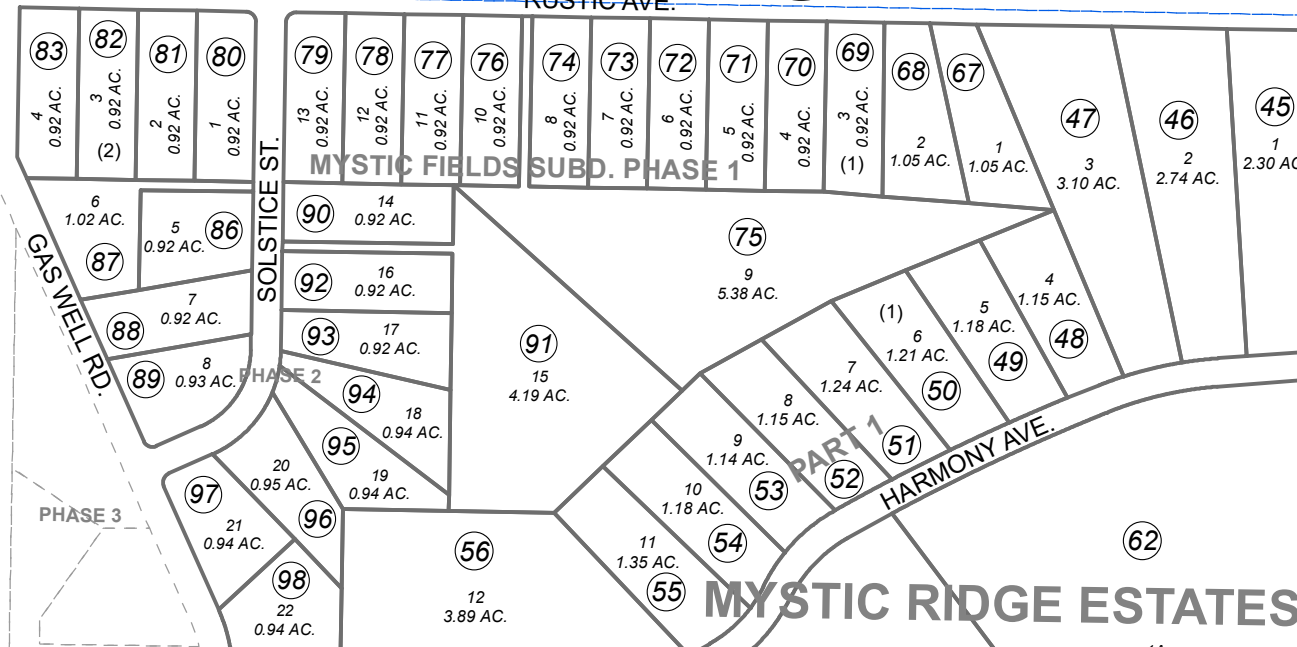 RUSTIC AVE.
83
4
0.92 AC.
82
3
0.92 AC.
(2)
81
2
0.92 AC.
80
1
0.92 AC.
79
13
0.92 AC.
78
12
0.92 AC.
77
11
0.92 AC.
76
10
0.92 AC.
74
8
0.92 AC.
73
7
0.92 AC.
72
6
0.92 AC.
71
5
0.92 AC.
70
4
0.92 AC.
69
3
0.92 AC.
(1)
68
2
1.05 AC.
67
1
1.05 AC.
47
3
3.10 AC.
46
2
2.74 AC.
45
1
2.30 AC.
MYSTIC FIELDS SUBD. PHASE 1
SOLSTICE ST.
GAS WELL RD.
6
1.02 AC.
87
5
0.92 AC.
86
7
0.92 AC.
88
8
0.93 AC.
89
PHASE 2
90
14
0.92 AC.
92
16
0.92 AC.
93
17
0.92 AC.
94
18
0.94 AC.
95
19
0.94 AC.
20
0.95 AC.
96
97
21
0.94 AC.
98
22
0.94 AC.
PHASE 3
91
15
4.19 AC.
75
9
5.38 AC.
4
1.15 AC.
48
5
1.18 AC.
49
(1)
6
1.21 AC.
50
7
1.24 AC.
51
8
1.15 AC.
52
PART 1
9
1.14 AC.
53
10
1.18 AC.
54
11
1.35 AC.
55
56
12
3.89 AC.
HARMONY AVE.
62
MYSTIC RIDGE ESTATES